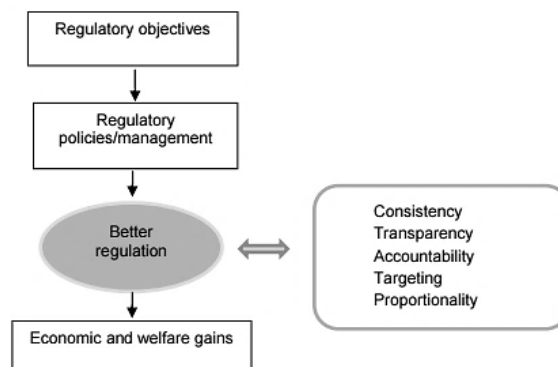 Regulatory objectives
Regulatory
policies/management
Better
regulation
Consistency
Transparency
Accountability
Targeting
Proportionality
Economic and welfare gains